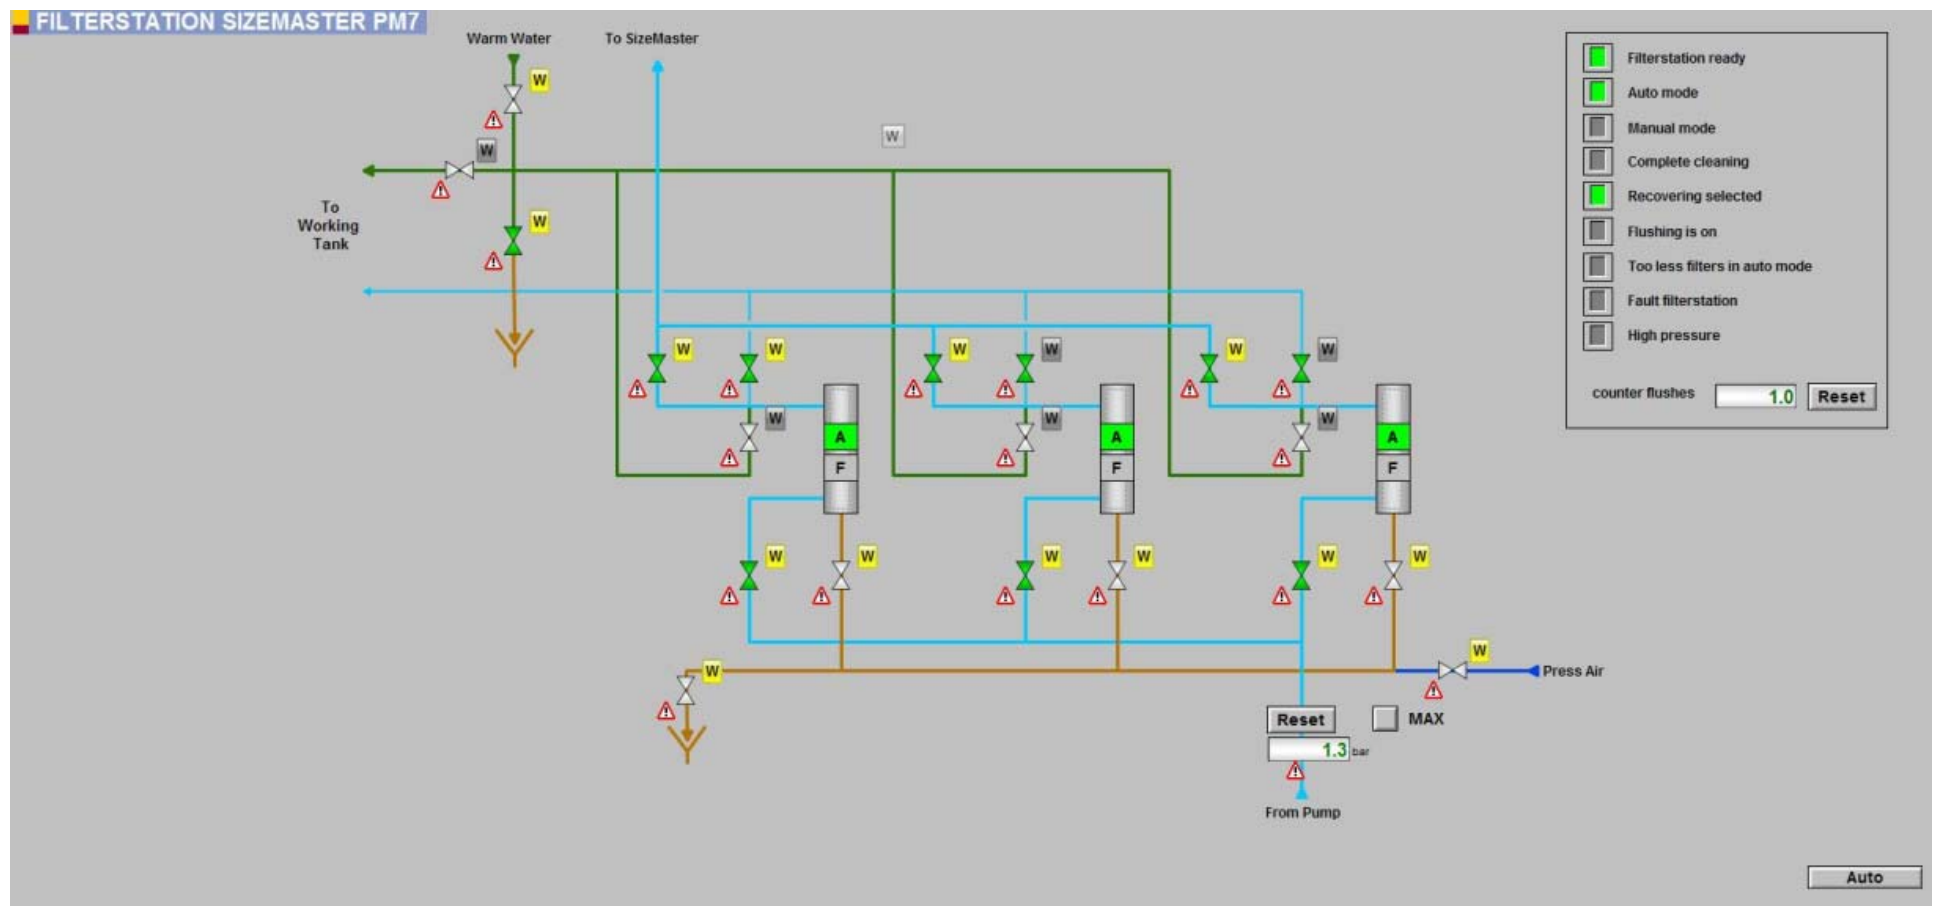 FILTERSTATION SIZEMASTER PM7
Warm Water
To SizeMaster
W
W
W
To
Working
Tank
W
W
W
W
W
W
W
W
W
W
A
A
A
F
F
F
W
W
W
W
W
W
W
W
Press Air
Reset
MAX
1.3 bar
From Pump
Filterstation ready
Auto mode
Manual mode
Complete cleaning
Recovering selected
Flushing is on
Too less filters in auto mode
Fault filterstation
High pressure
counter flushes 1.0 Reset
Auto